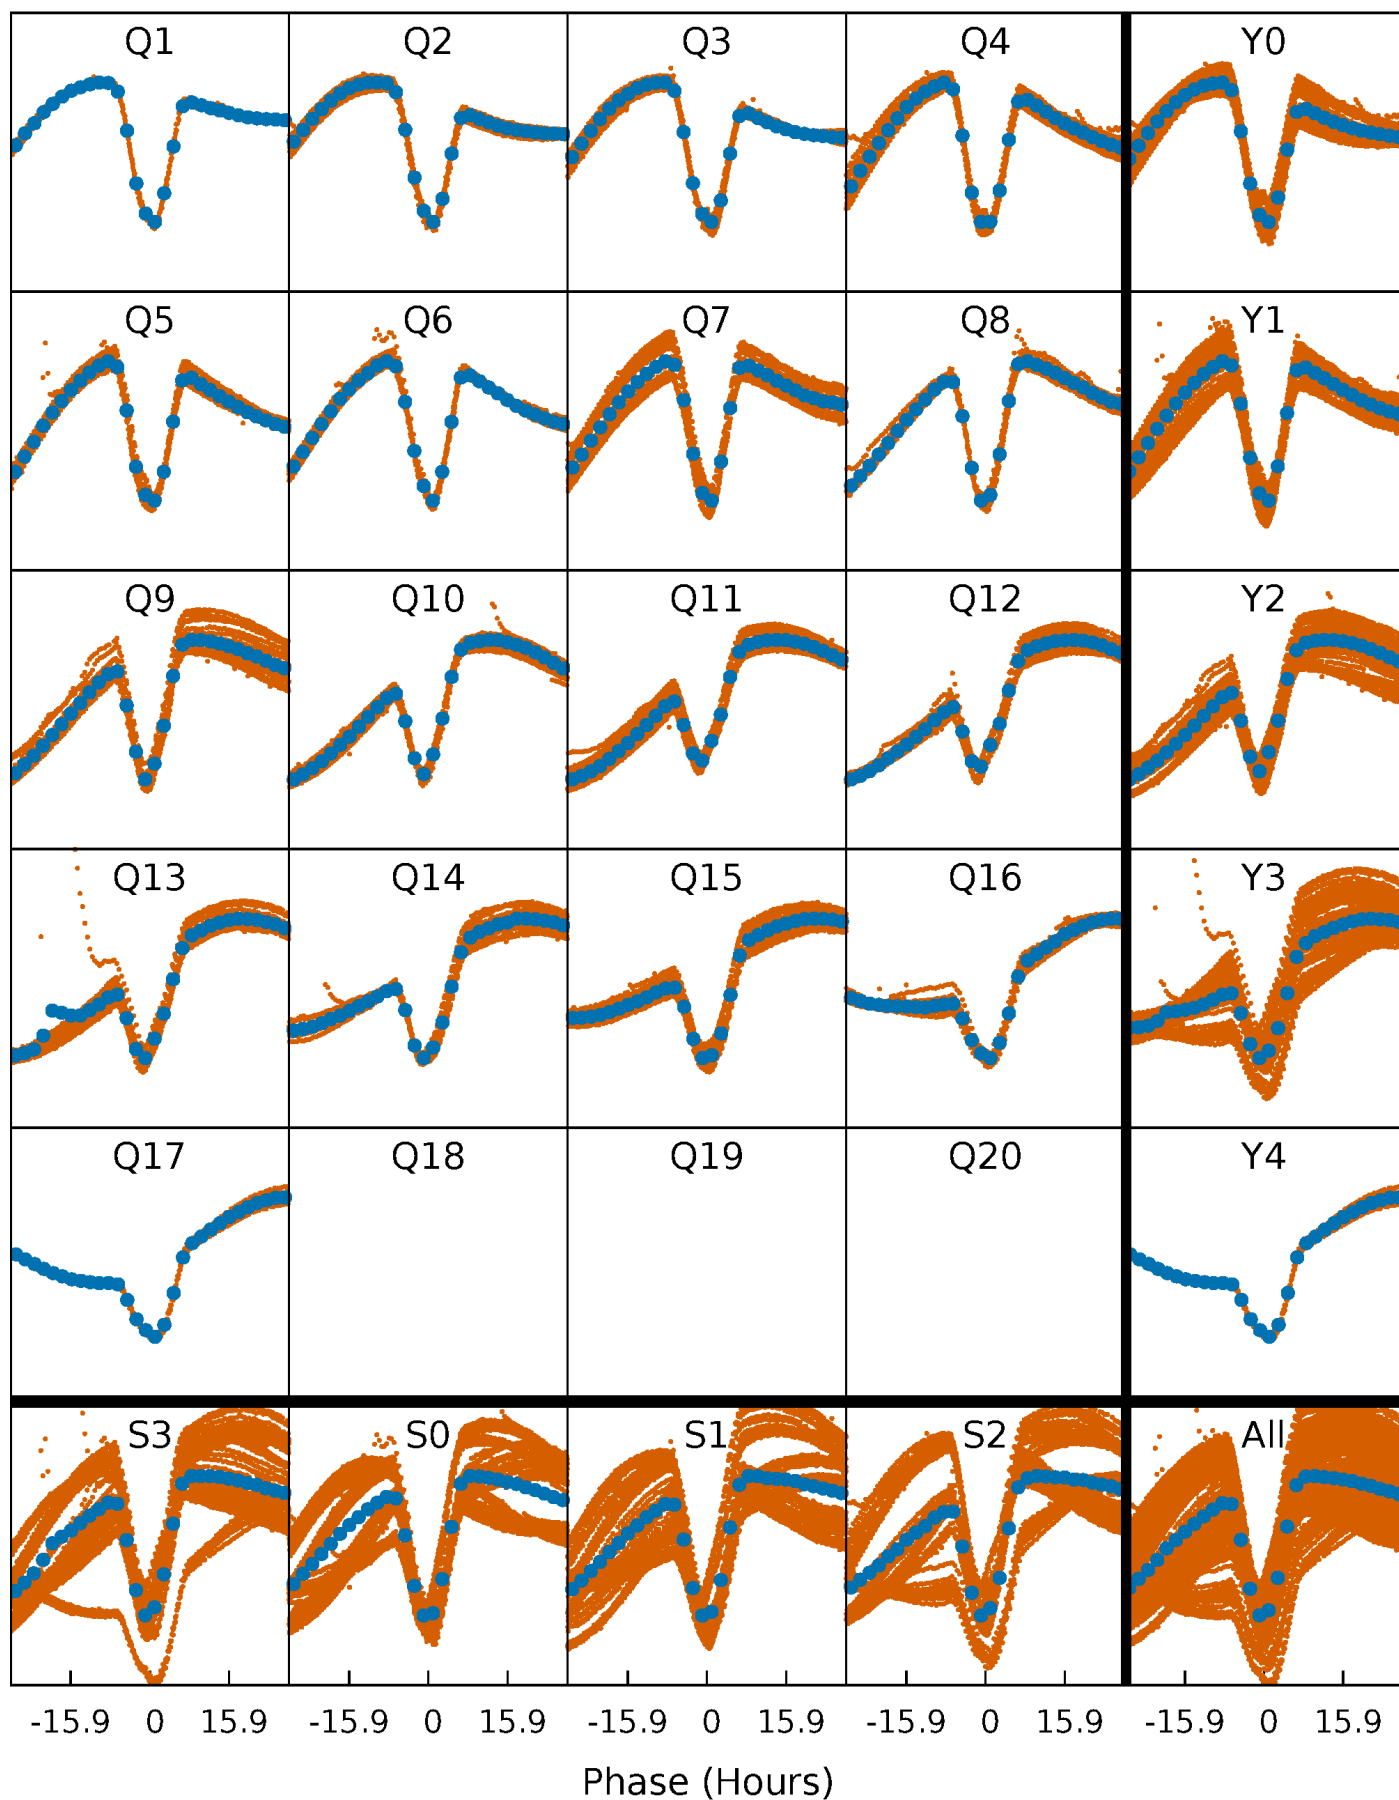 Q1 Q2 Q3 Q4 Y0
Q5 Q6 Q7 Q8 Y1
Q9 Q10 Q11 Q12 Y2
Q13 Q14 Q15 Q16 Y3
Q17 Q18 Q19 Q20 Y4
S3 S0 S1 S2 All
-15.9 0 15.9 -15.9 0 15.9 -15.9 0 15.9 -15.9 0 15.9 -15.9 0 15.9
Phase (Hours)